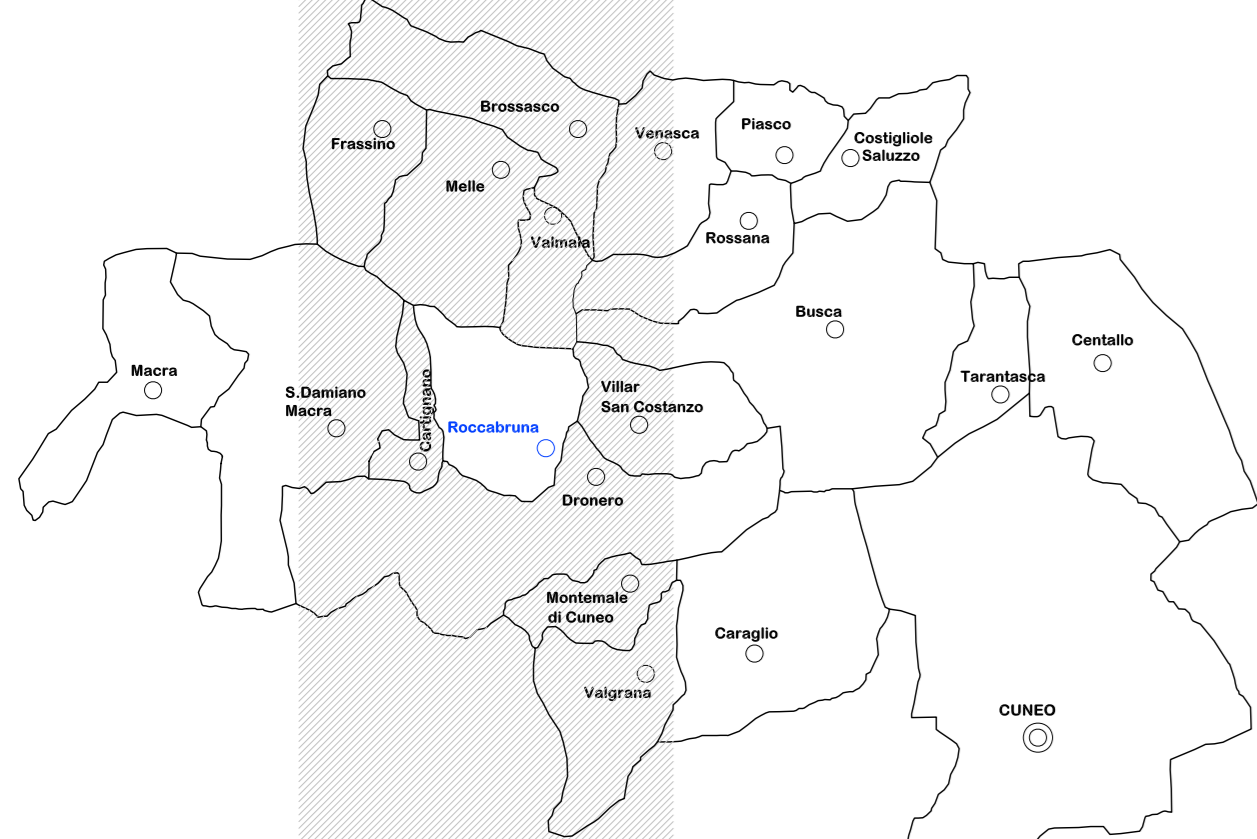 Brossasco
Frassino
Venasca
Piasco
Costigliole
Saluzzo
Melle
Valmala
Rossana
Busca
Centallo
Macra
Tarantasca
S.Damiano
Macra
Cartignano
Villar
San Costanzo
Roccabruna
Dronero
Montemale
di Cuneo
Caraglio
Valgrana
CUNEO